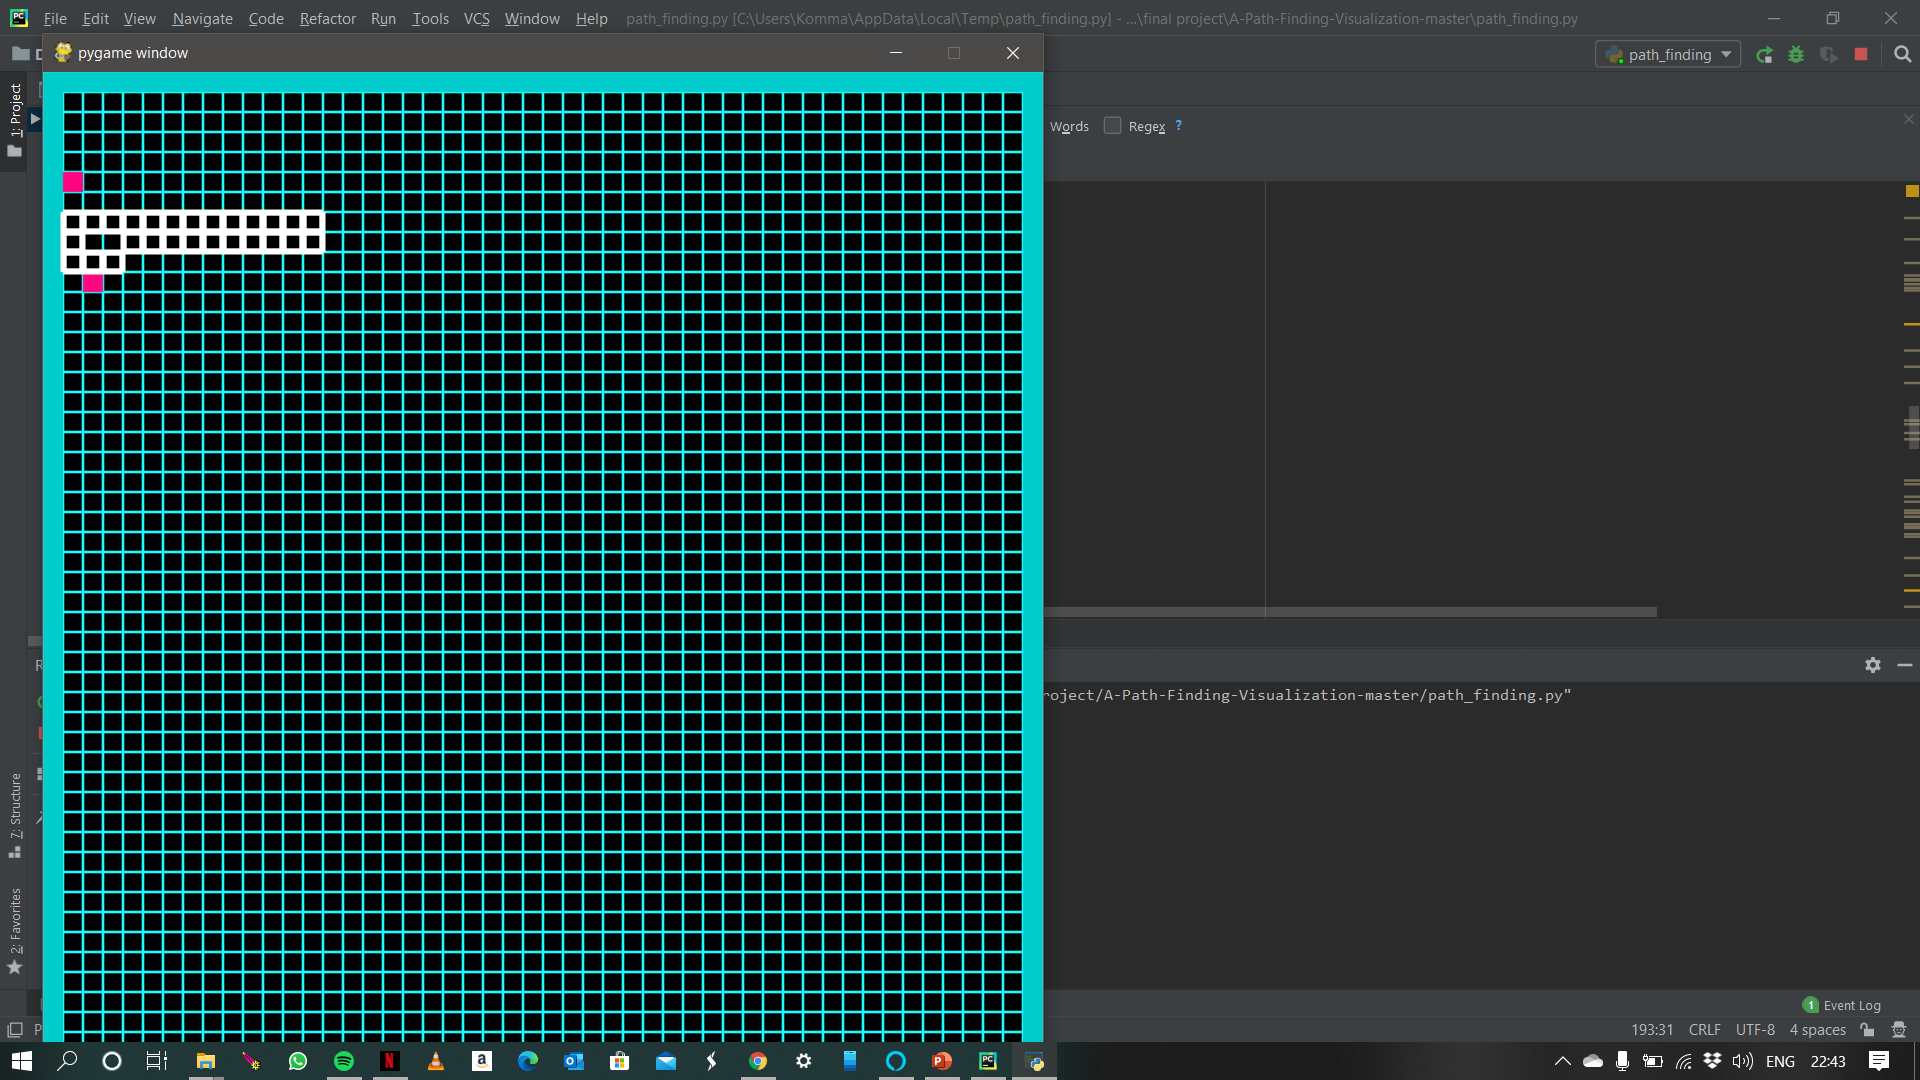 File Edit View Navigate Code Refactor Run Tools VCS Window Help path_finding.py [C:\Users\Komma\AppData\Local\Temp\path_finding.py] - ...\final project\A-Path-Finding-Visualization-master\path_finding.py
pygame window
path_finding
1: Project
Words Regex ?
roject/A-Path-Finding-Visualization-master/path_finding.py"
7: Structure
2: Favorites
1 Event Log
193:31 CRLF UTF-8 4 spaces
ENG 22:43